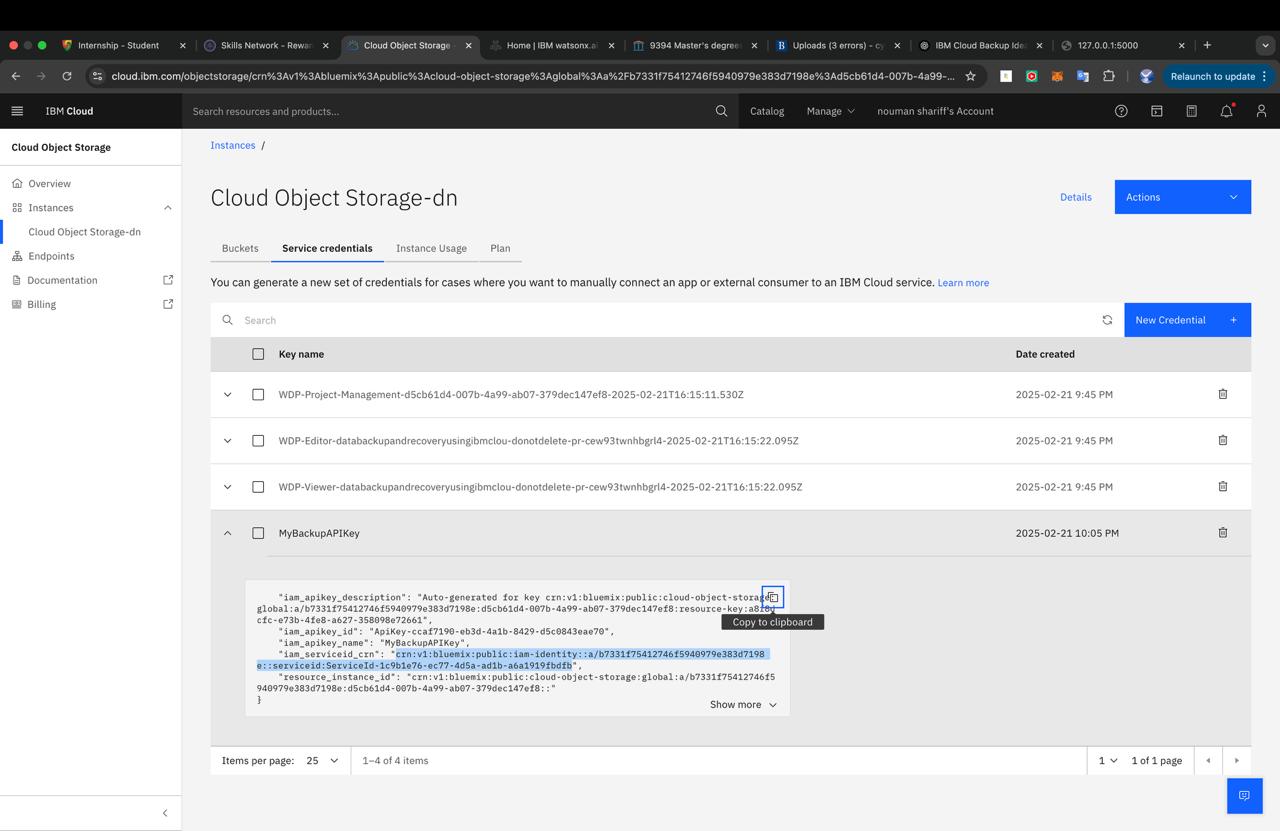 Internship - Student
Skills Network - Rewar
Cloud Object Storage -
Home | IBM watsonx.ai
9394 Master's degree
Uploads (3 errors) - cy
IBM Cloud Backup Idea
127.0.0.1:5000
cloud.ibm.com/objectstorage/crn%3Av1%3Abluemix%3Apublic%3Acloud-object-storage%3Aglobal%3Aa%2Fb7331f75412746f5940979e383d7198e%3Ad5cb61d4-007b-4a99-...
Relaunch to update
IBM Cloud
Search resources and products...
Catalog
Manage
nouman shariff's Account
Cloud Object Storage
Overview
Instances
Cloud Object Storage-dn
Endpoints
Documentation
Billing
Instances /
Cloud Object Storage-dn
Details
Actions
Buckets
Service credentials
Instance Usage
Plan
You can generate a new set of credentials for cases where you want to manually connect an app or external consumer to an IBM Cloud service. Learn more
Search
New Credential +
Key name
Date created
WDP-Project-Management-d5cb61d4-007b-4a99-ab07-379dec147ef8-2025-02-21T16:15:11.530Z
2025-02-21 9:45 PM
WDP-Editor-databackupandrecoveryusingibmclou-donotdelete-pr-cew93twnhbgrl4-2025-02-21T16:15:22.095Z
2025-02-21 9:45 PM
WDP-Viewer-databackupandrecoveryusingibmclou-donotdelete-pr-cew93twnhbgrl4-2025-02-21T16:15:22.095Z
2025-02-21 9:45 PM
MyBackupAPIKey
2025-02-21 10:05 PM
"iam_apikey_description": "Auto-generated for key crn:v1:bluemix:public:cloud-object-storage
global:a/b7331f75412746f5940979e383d7198e:d5cb61d4-007b-4a99-ab07-379dec147ef8:resource-key:a8
cfc-e73b-4fe8-a627-358098e72661",
Copy to clipboard
"iam_apikey_id": "ApiKey-ccaf7190-eb3d-4a1b-8429-d5c0843eae70",
"iam_apikey_name": "MyBackupAPIKey",
"iam_serviceid_crn": "crn:v1:bluemix:public:iam-identity::a/b7331f75412746f5940979e383d7198
e::serviceid:ServiceId-1c9b1e76-ec77-4d5a-ad1b-a6a1919fbdfb",
"resource_instance_id": "crn:v1:bluemix:public:cloud-object-storage:global:a/b7331f75412746f5
940979e383d7198e:d5cb61d4-007b-4a99-ab07-379dec147ef8::"
}
Show more
Items per page: 25
1–4 of 4 items
1
1 of 1 page